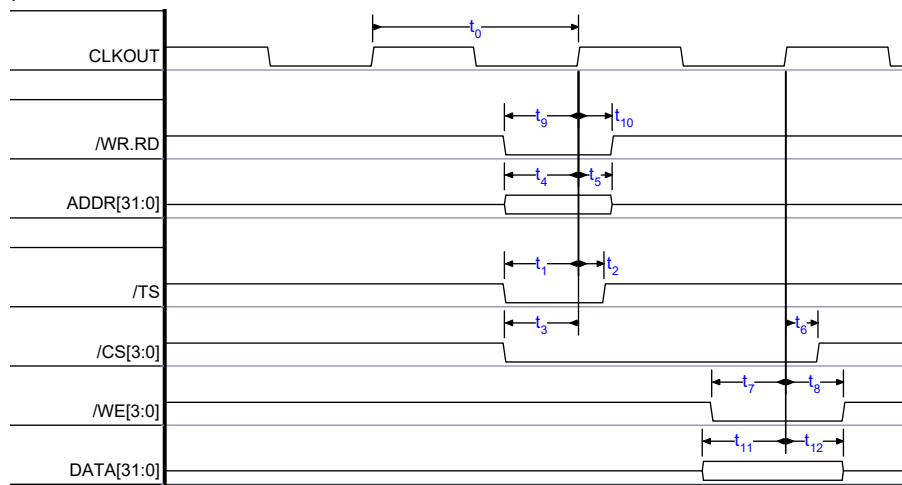 t0
CLKOUT
t9 t10
/WR.RD
t4 t5
ADDR[31:0]
t1 t2
/TS
t3 t6
/CS[3:0]
t7 t8
/WE[3:0]
t11 t12
DATA[31:0]